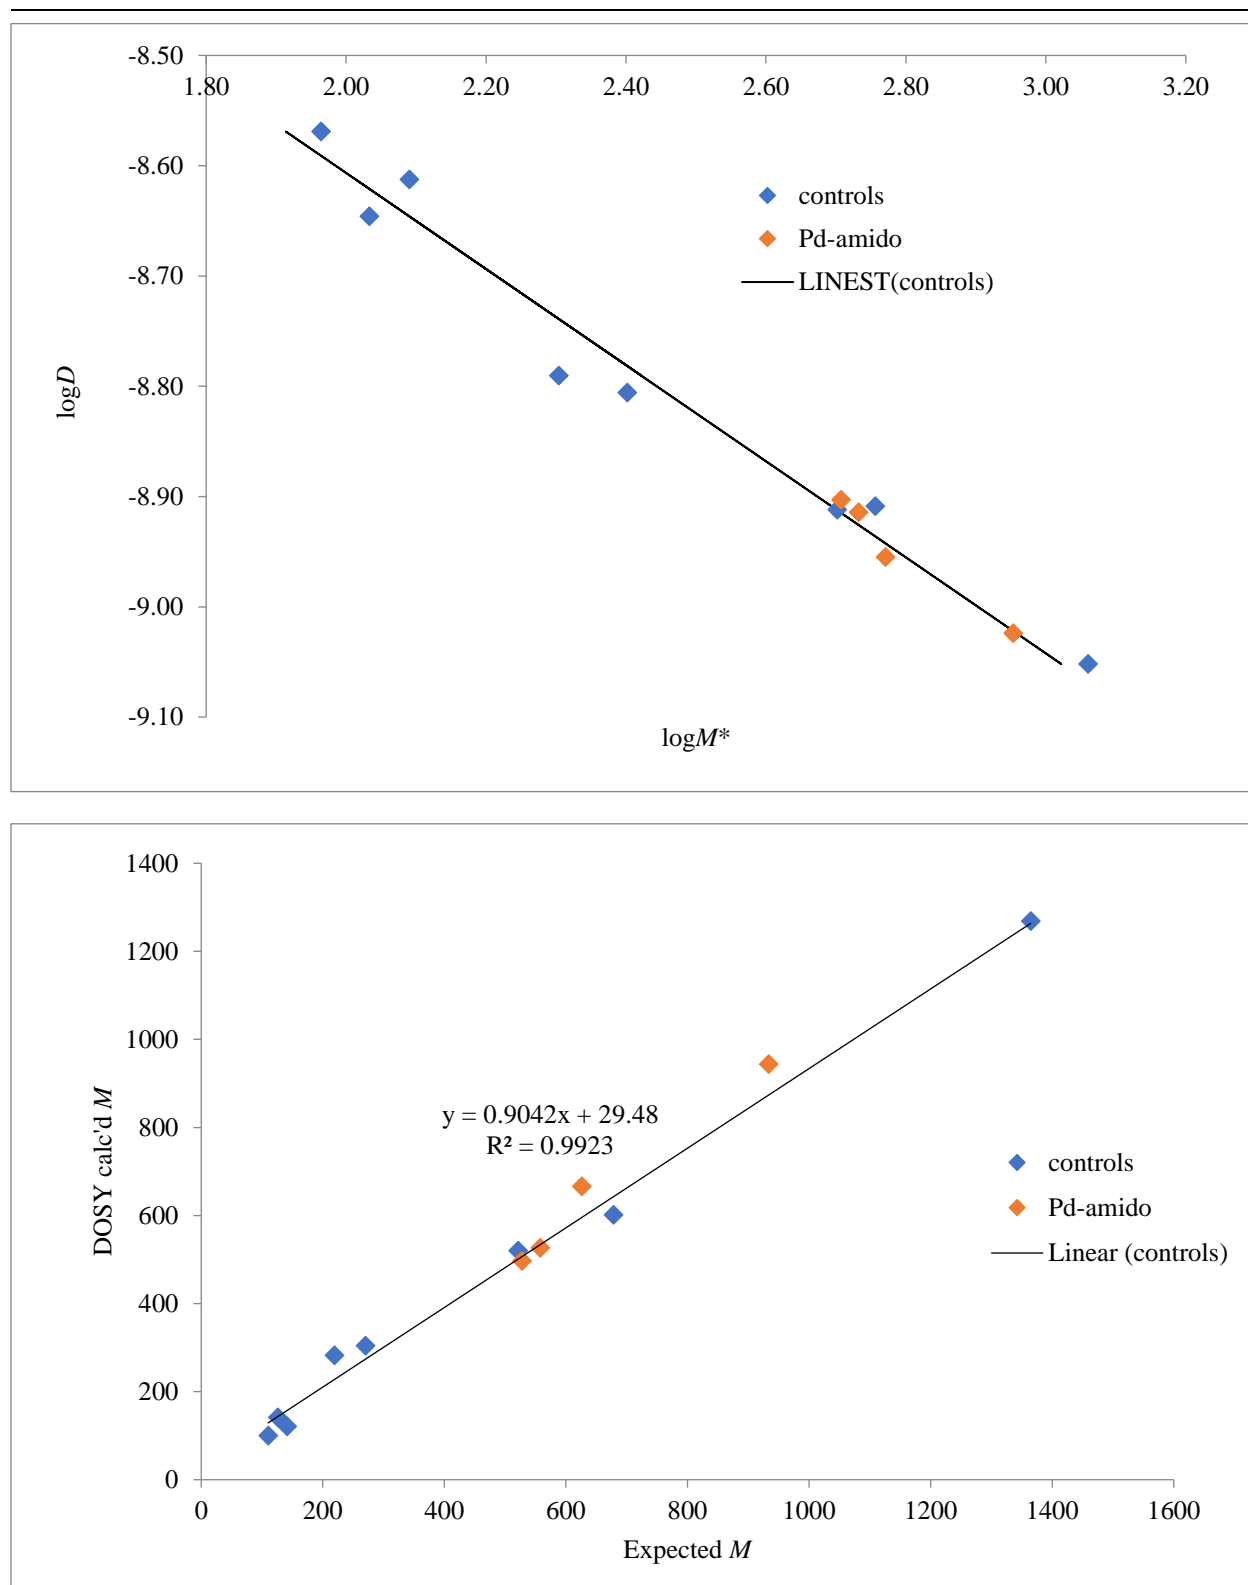 -8.50
1.80 2.00 2.20 2.40 2.60 2.80 3.00 3.20
-8.60
controls
-8.70
Pd-amido
LINEST(controls)
logD
-8.80
-8.90
-9.00
-9.10
logM*
1400
1200
1000
DOSY calc'd M
y = 0.9042x + 29.48
R² = 0.9923
800
controls
600
Pd-amido
Linear (controls)
400
200
0
0 200 400 600 800 1000 1200 1400 1600
Expected M